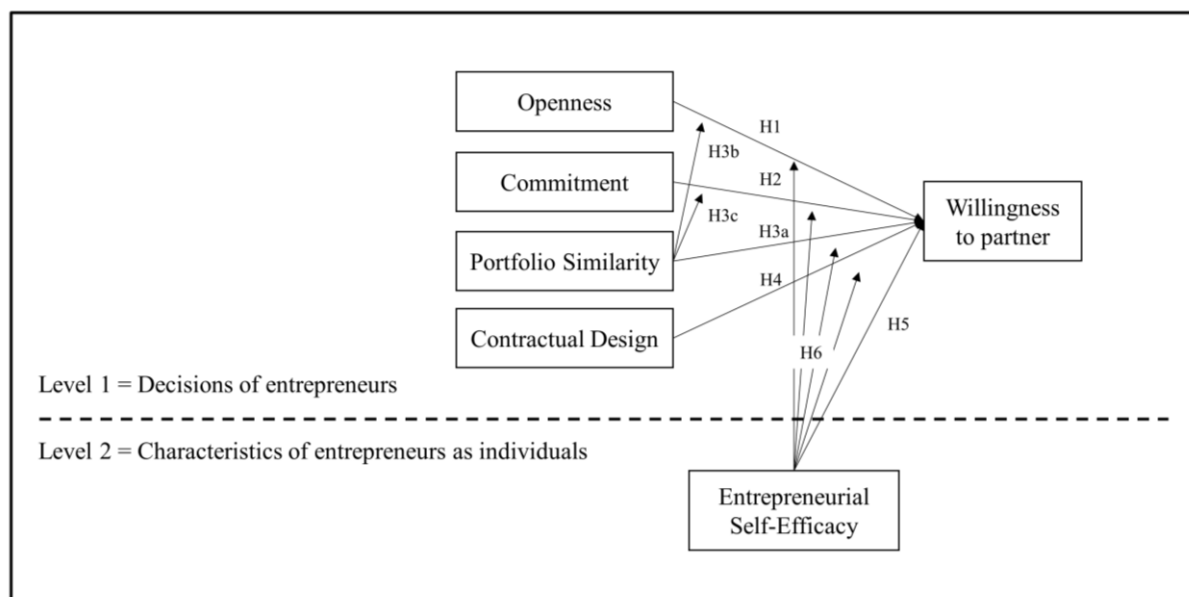 Openness
H1
H3b
Commitment
H2
H3c
Willingness
to partner
Portfolio Similarity
H3a
H4
Contractual Design
H5
H6
Level 1 = Decisions of entrepreneurs
Level 2 = Characteristics of entrepreneurs as individuals
Entrepreneurial
Self-Efficacy